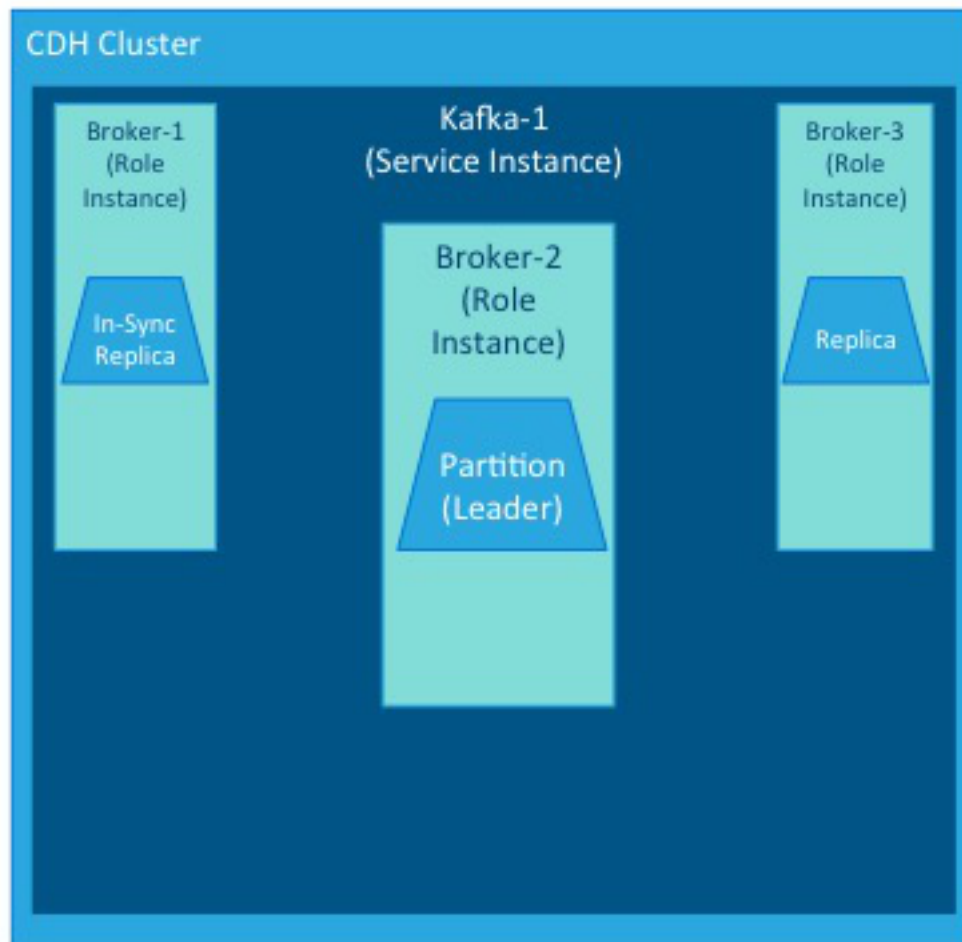 CDH Cluster
Kafka-1
(Service Instance)
Broker-1
(Role
Instance)
In-Sync
Replica
Broker-2
(Role
Instance)
Partition
(Leader)
Broker-3
(Role
Instance)
Replica